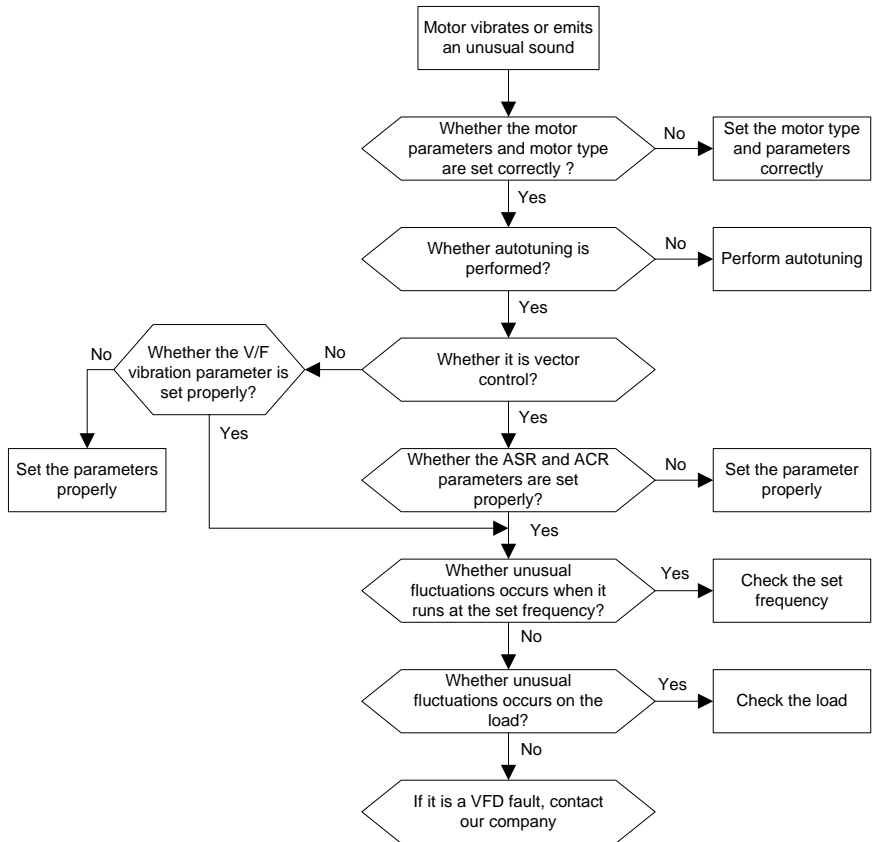 Motor vibrates or emits
an unusual sound
Whether the motor
parameters and motor type
are set correctly ?
No
Set the motor type
and parameters
correctly
Yes
Whether autotuning is
performed?
No
Perform autotuning
Yes
Whether it is vector
control?
No
Whether the V/F
vibration parameter is
set properly?
No
Set the parameters
properly
Yes
Yes
Whether the ASR and ACR
parameters are set
properly?
No
Set the parameter
properly
Yes
Whether unusual
fluctuations occurs when it
runs at the set frequency?
Yes
Check the set
frequency
No
Whether unusual
fluctuations occurs on the
load?
Yes
Check the load
No
If it is a VFD fault, contact
our company